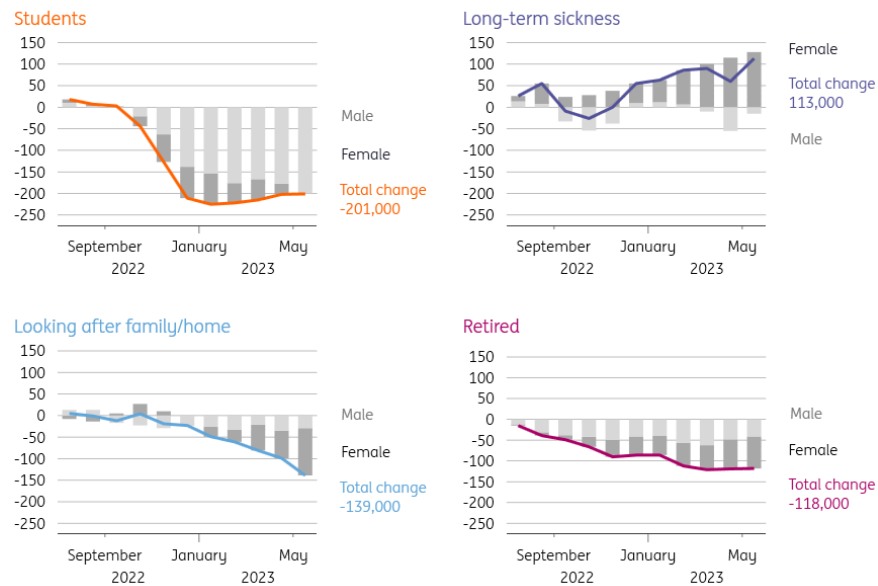 Students
150
100
50
0
-50
-100
-150
-200
-250
Male
Female
Total change
-201,000
September January May
2022 2023
Long-term sickness
150
100
50
0
-50
-100
-150
-200
-250
Female
Total change
113,000
Male
September January May
2022 2023
Looking after family/home
150
100
50
0
-50
-100
-150
-200
-250
Male
Female
Total change
-139,000
September January May
2022 2023
Retired
150
100
50
0
-50
-100
-150
-200
-250
Male
Female
Total change
-118,000
September January May
2022 2023